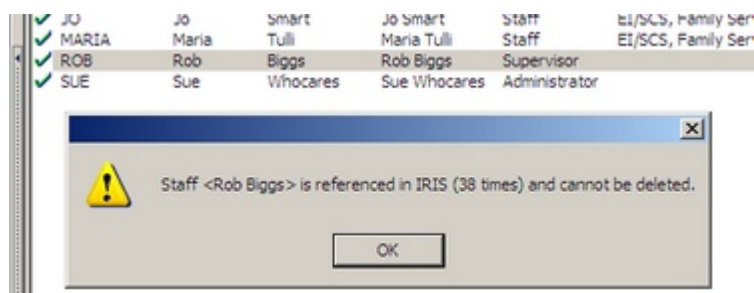 JO Jo Smart Jo Smart Staff EI/SCS, Family Ser
MARIA Maria Tulli Maria Tulli Staff EI/SCS, Family Ser
ROB Rob Biggs Rob Biggs Supervisor
SUE Sue Whocares Sue Whocares Administrator
Staff <Rob Biggs> is referenced in IRIS (38 times) and cannot be deleted.
OK